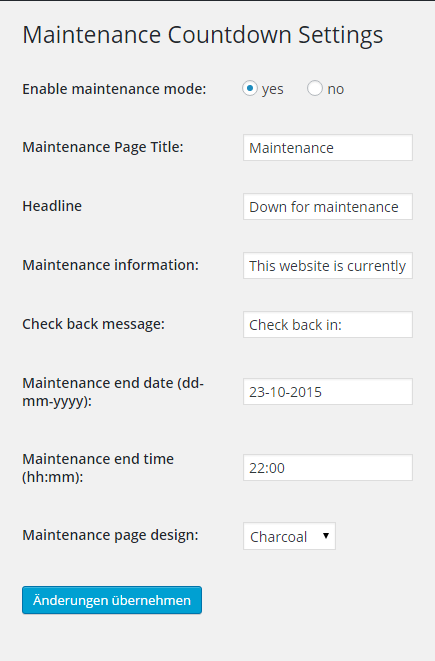 Maintenance Countdown Settings
Enable maintenance mode: yes no
Maintenance Page Title: Maintenance
Headline Down for maintenance
Maintenance information: This website is currently
Check back message: Check back in:
Maintenance end date (dd-
mm-yyyy):
23-10-2015
Maintenance end time
(hh:mm):
22:00
Maintenance page design: Charcoal
Änderungen übernehmen